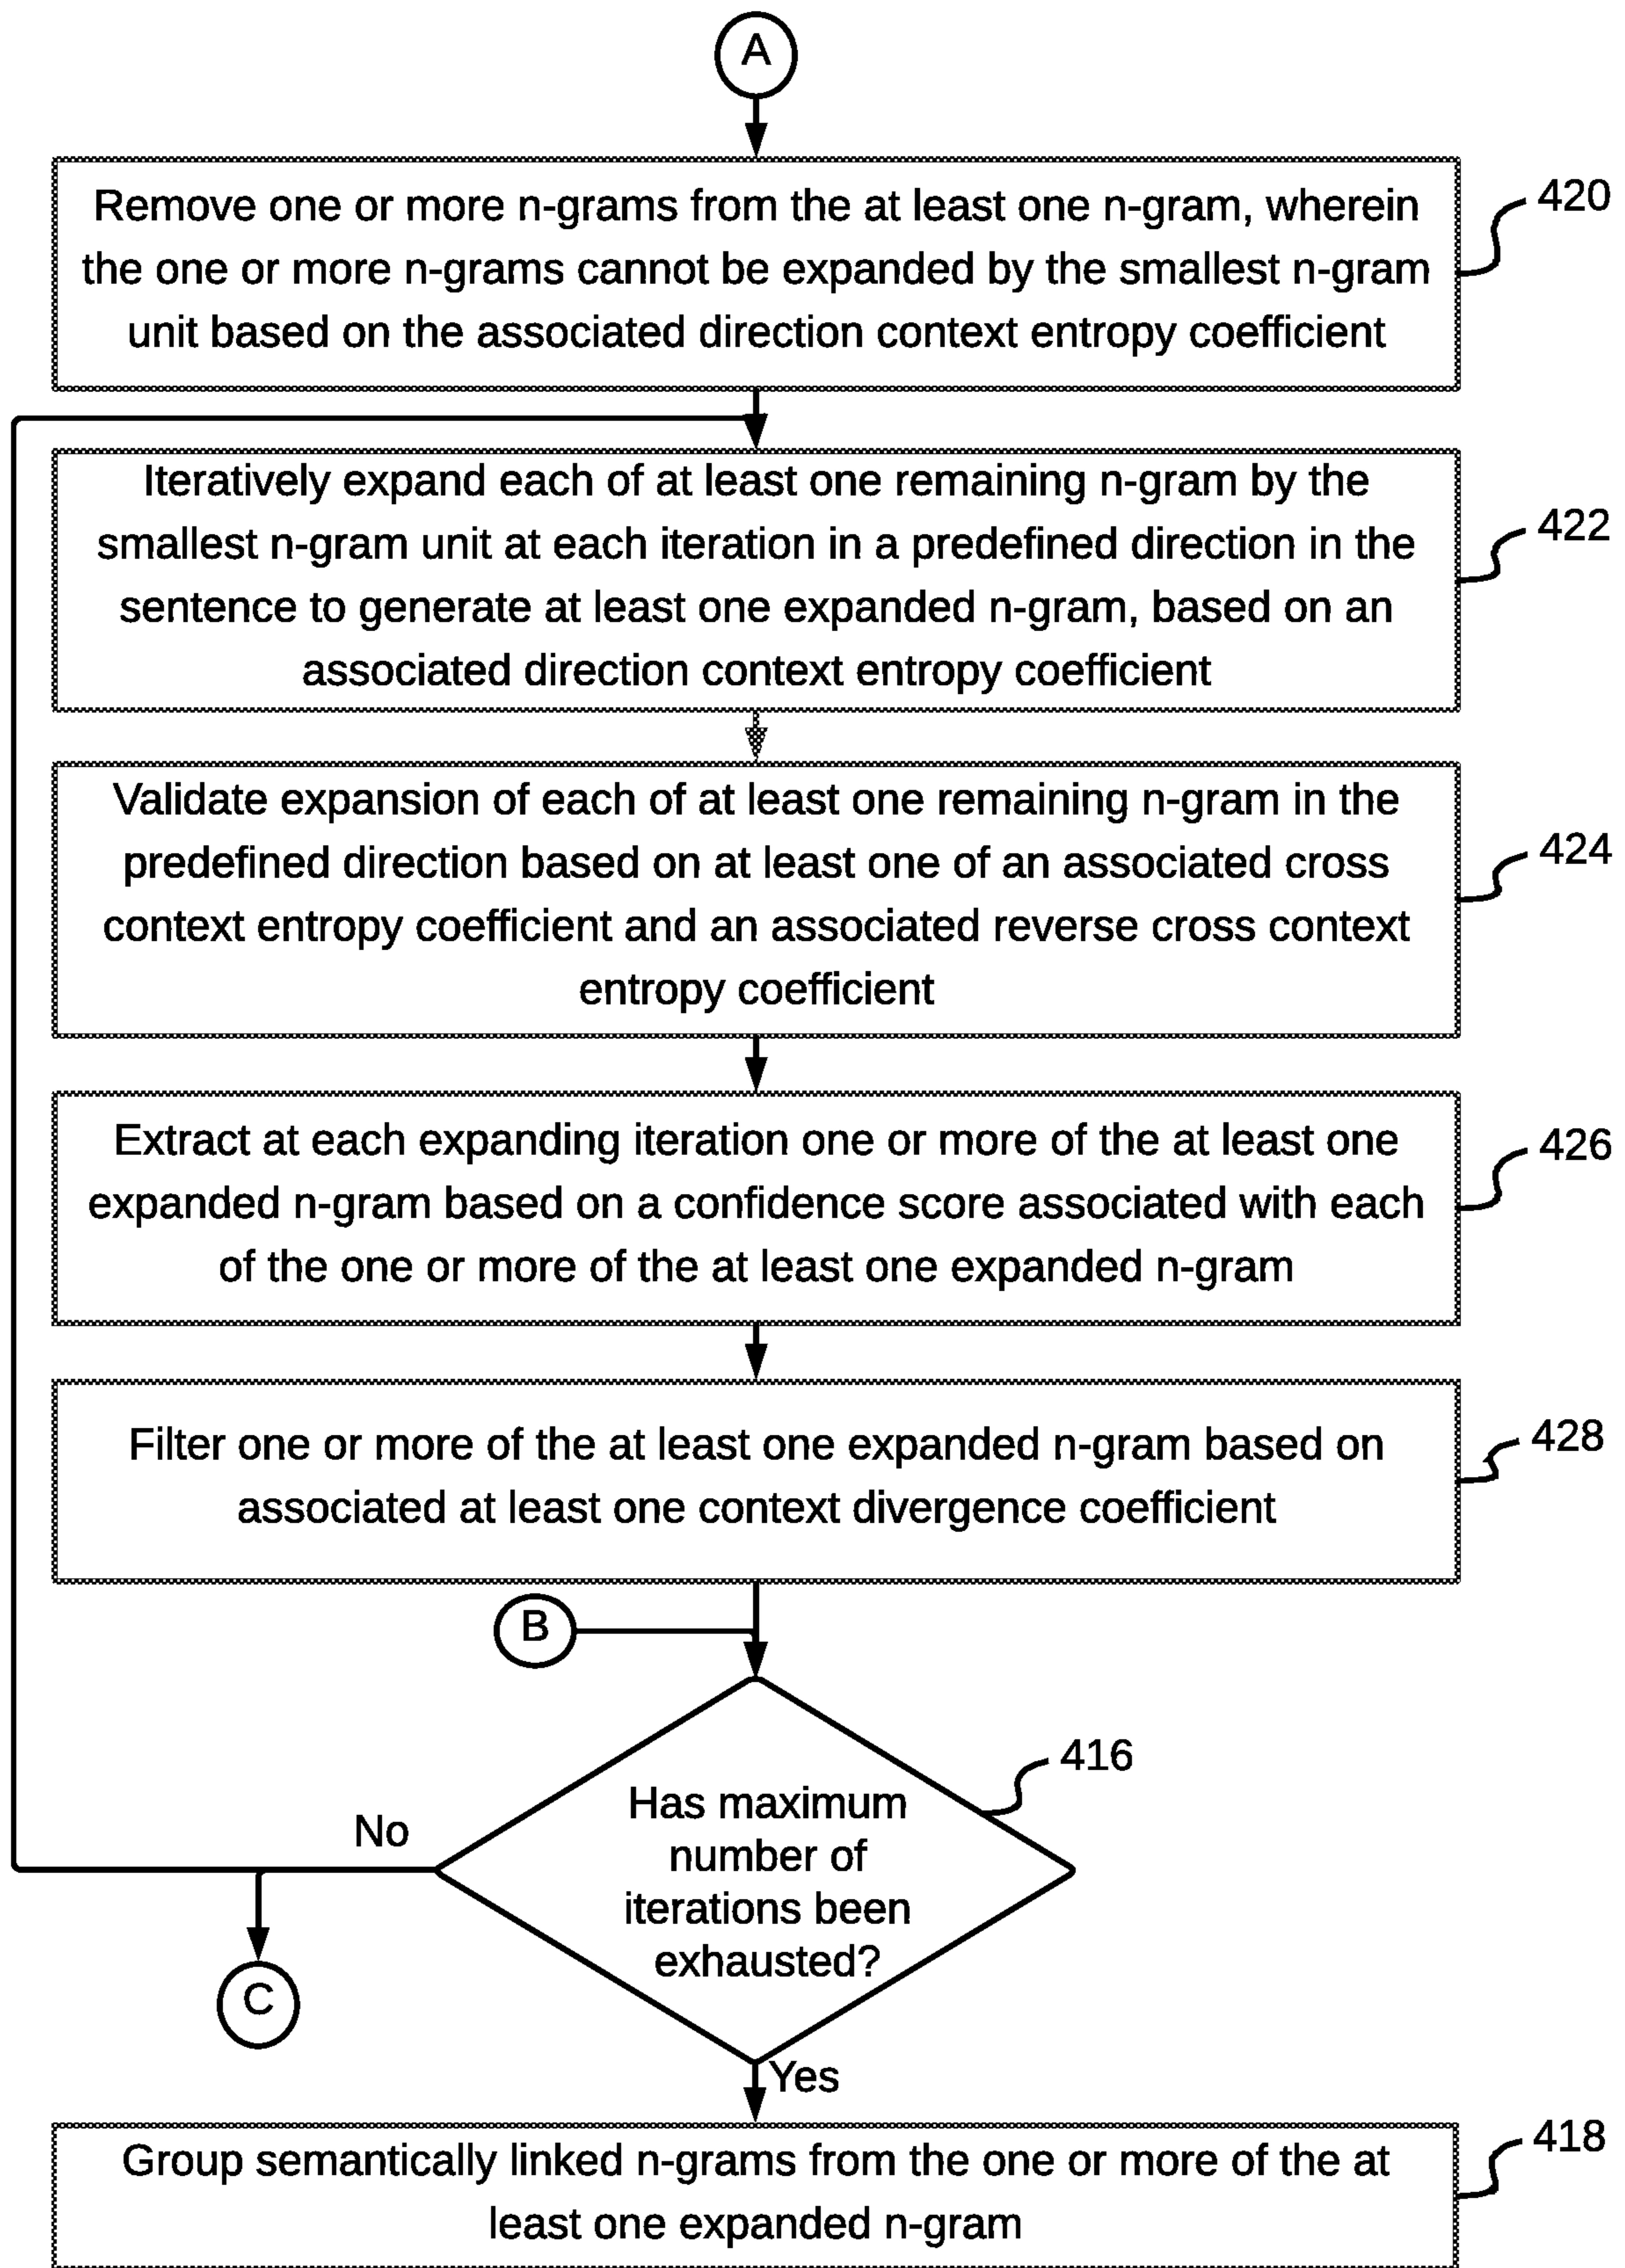 A
Remove one or more n-grams from the at least one n-gram, wherein
the one or more n-grams cannot be expanded by the smallest n-gram
unit based on the associated direction context entropy coefficient
420
Iteratively expand each of at least one remaining n-gram by the
smallest n-gram unit at each iteration in a predefined direction in the
sentence to generate at least one expanded n-gram, based on an
associated direction context entropy coefficient
422
Validate expansion of each of at least one remaining n-gram in the
predefined direction based on at least one of an associated cross
context entropy coefficient and an associated reverse cross context
entropy coefficient
424
Extract at each expanding iteration one or more of the at least one
expanded n-gram based on a confidence score associated with each
of the one or more of the at least one expanded n-gram
426
Filter one or more of the at least one expanded n-gram based on
associated at least one context divergence coefficient
428
B
Has maximum
number of
iterations been
exhausted?
416
No
C
Yes
Group semantically linked n-grams from the one or more of the at
least one expanded n-gram
418